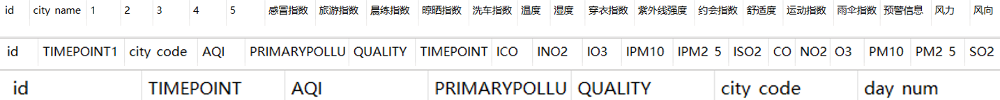 id city name 1 2 3 4 5 感冒指数 旅游指数 晨练指数 晾晒指数 洗车指数 温度 湿度 穿衣指数 紫外线强度 约会指数 舒适度 运动指数 雨伞指数 预警信息 风力 风向
id TIMEPOINT1 city code AQI PRIMARYPOLLU QUALITY TIMEPOINT ICO INO2 IO3 IPM10 IPM2 5 ISO2 CO NO2 O3 PM10 PM2 5 SO2
id TIMEPOINT AQI PRIMARYPOLLU QUALITY city code day num